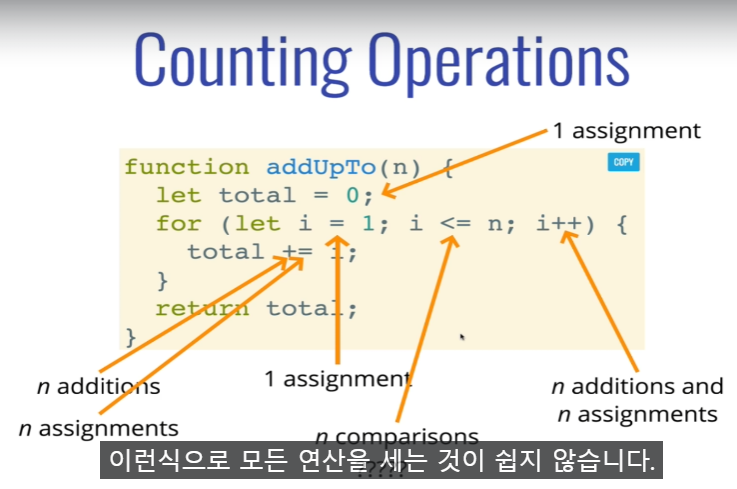 Counting Operations
1 assignment
COPY
function addUpTo(n) {
let total = 0;
for (let i = 1; i <= n; i++) {
total += i;
}
return total;
}
n additions
1 assignment
n additions and
n assignments
n assignments
n comparisons
이런식으로 모든 연산을 세는 것이 쉽지 않습니다.